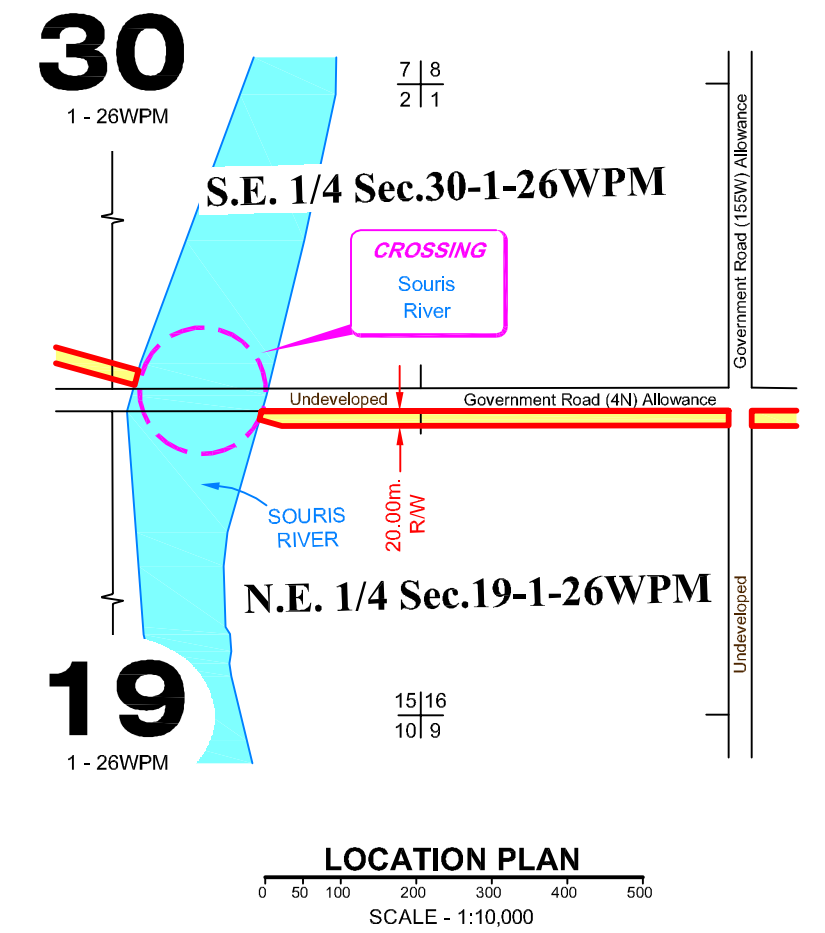 30
1 - 26WPM
7 8
2 1
S.E. 1/4 Sec.30-1-26WPM
Government Road (155W) Allowance
CROSSING
Souris
River
Undeveloped
Government Road (4N) Allowance
20.00m.
R/W
SOURIS
RIVER
N.E. 1/4 Sec.19-1-26WPM
Undeveloped
19
1 - 26WPM
15 16
10 9
LOCATION PLAN
0 50 100 200 300 400 500
SCALE - 1:10,000